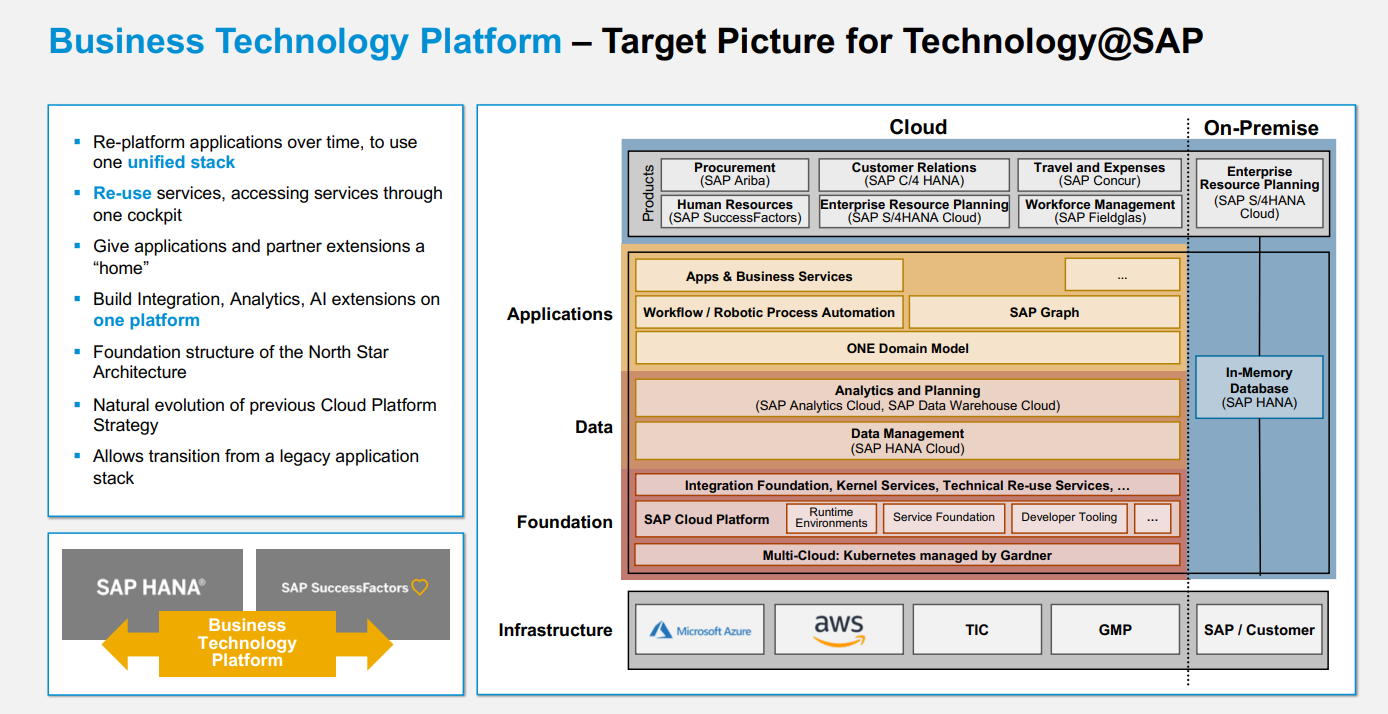 Business Technology Platform – Target Picture for Technology@SAP
Re-platform applications over time, to use
one unified stack
Re-use services, accessing services through
one cockpit
Give applications and partner extensions a
“home”
Build Integration, Analytics, AI extensions on
one platform
Foundation structure of the North Star
Architecture
Natural evolution of previous Cloud Platform
Strategy
Allows transition from a legacy application
stack
SAP HANA®
SAP SuccessFactors
Business
Technology
Platform
Cloud
On-Premise
Products
Procurement
(SAP Ariba)
Customer Relations
(SAP C/4 HANA)
Travel and Expenses
(SAP Concur)
Human Resources
(SAP SuccessFactors)
Enterprise Resource Planning
(SAP S/4HANA Cloud)
Workforce Management
(SAP Fieldglas)
Enterprise
Resource Planning
(SAP S/4HANA
Cloud)
Applications
Apps & Business Services
...
Workflow / Robotic Process Automation
SAP Graph
ONE Domain Model
Data
Analytics and Planning
(SAP Analytics Cloud, SAP Data Warehouse Cloud)
Data Management
(SAP HANA Cloud)
In-Memory
Database
(SAP HANA)
Foundation
Integration Foundation, Kernel Services, Technical Re-use Services, …
SAP Cloud Platform
Runtime
Environments
Service Foundation
Developer Tooling
...
Multi-Cloud: Kubernetes managed by Gardner
Infrastructure
Microsoft Azure
aws
TIC
GMP
SAP / Customer